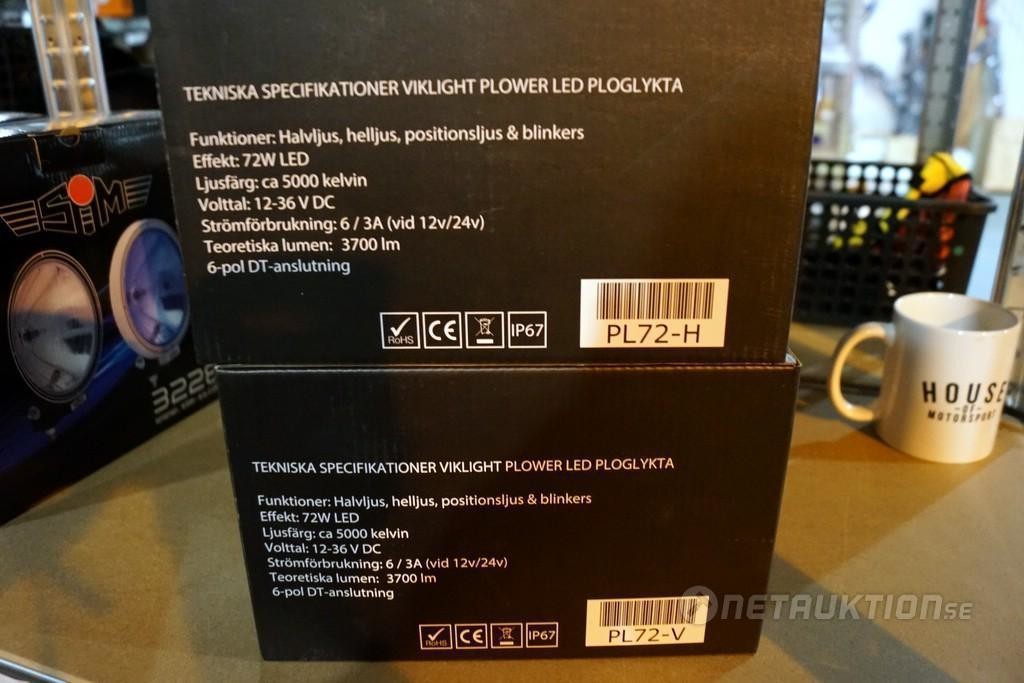 TEKNISKA SPECIFIKATIONER VIKLIGHT PLOWER LED PLOGLYKTA
Funktioner: Halvljus, helljus, positionsljus & blinkers
Effekt: 72W LED
Ljusfärg: ca 5000 kelvin
Volttal: 12-36 V DC
Strömförbrukning: 6 / 3A (vid 12v/24v)
Teoretiska lumen: 3700 lm
6-pol DT-anslutning
RoHS CE IP67
PL72-H
SIM
3228
HOUSE
-OF-
MOTORSPORT
TEKNISKA SPECIFIKATIONER VIKLIGHT PLOWER LED PLOGLYKTA
Funktioner: Halvljus, helljus, positionsljus & blinkers
Effekt: 72W LED
Ljusfärg: ca 5000 kelvin
Volttal: 12-36 V DC
Strömförbrukning: 6 / 3A (vid 12v/24v)
Teoretiska lumen: 3700 lm
6-pol DT-anslutning
RoHS CE IP67
PL72-V
NETAUKTION.SE